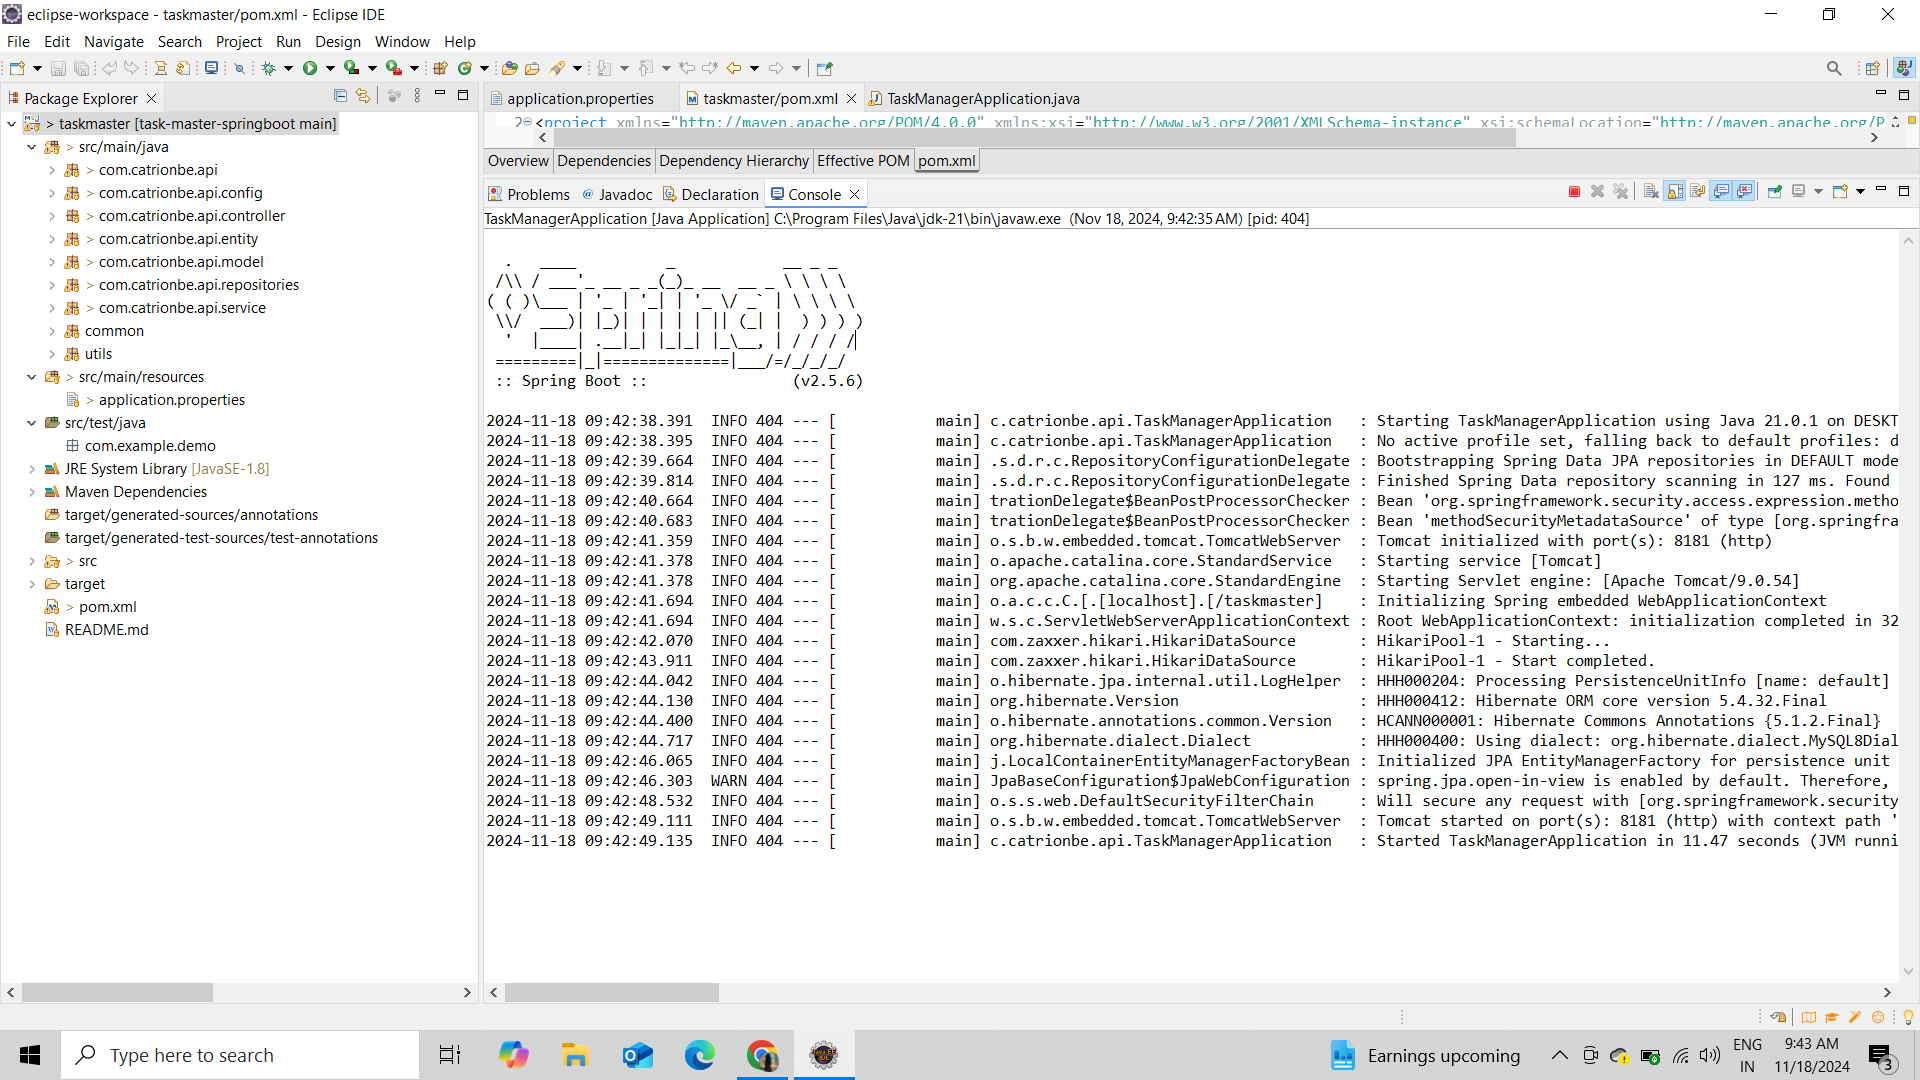 eclipse-workspace - taskmaster/pom.xml - Eclipse IDE
File Edit Navigate Search Project Run Design Window Help
Package Explorer
> taskmaster [task-master-springboot main]
> src/main/java
> com.catrionbe.api
> com.catrionbe.api.config
> com.catrionbe.api.controller
> com.catrionbe.api.entity
> com.catrionbe.api.model
> com.catrionbe.api.repositories
> com.catrionbe.api.service
> common
> utils
> src/main/resources
> application.properties
src/test/java
com.example.demo
JRE System Library [JavaSE-1.8]
Maven Dependencies
target/generated-sources/annotations
target/generated-test-sources/test-annotations
> src
target
> pom.xml
README.md
application.properties taskmaster/pom.xml TaskManagerApplication.java
2 <project xmlns="http://maven.apache.org/POM/4.0.0" xmlns:xsi="http://www.w3.org/2001/XMLSchema-instance" xsi:schemaLocation="http://maven.apache.org/P
Overview Dependencies Dependency Hierarchy Effective POM pom.xml
Problems @ Javadoc Declaration Console
TaskManagerApplication [Java Application] C:\Program Files\Java\jdk-21\bin\javaw.exe (Nov 18, 2024, 9:42:35 AM) [pid: 404]
  .   ____          _            __ _ _
 /\\ / ___'_ __ _ _(_)_ __  __ _ \ \ \ \
( ( )\___ | '_ | '_| | '_ \/ _` | \ \ \ \
 \\/  ___)| |_)| | | | | || (_| |  ) ) ) )
  '  |____| .__|_| |_|_| |_\__, | / / / /
 =========|_|==============|___/=/_/_/_/
 :: Spring Boot ::                (v2.5.6)
2024-11-18 09:42:38.391  INFO 404 --- [           main] c.catrionbe.api.TaskManagerApplication   : Starting TaskManagerApplication using Java 21.0.1 on DESKT
2024-11-18 09:42:38.395  INFO 404 --- [           main] c.catrionbe.api.TaskManagerApplication   : No active profile set, falling back to default profiles: d
2024-11-18 09:42:39.664  INFO 404 --- [           main] .s.d.r.c.RepositoryConfigurationDelegate : Bootstrapping Spring Data JPA repositories in DEFAULT mode
2024-11-18 09:42:39.814  INFO 404 --- [           main] .s.d.r.c.RepositoryConfigurationDelegate : Finished Spring Data repository scanning in 127 ms. Found
2024-11-18 09:42:40.664  INFO 404 --- [           main] trationDelegate$BeanPostProcessorChecker : Bean 'org.springframework.security.access.expression.metho
2024-11-18 09:42:40.683  INFO 404 --- [           main] trationDelegate$BeanPostProcessorChecker : Bean 'methodSecurityMetadataSource' of type [org.springfra
2024-11-18 09:42:41.359  INFO 404 --- [           main] o.s.b.w.embedded.tomcat.TomcatWebServer  : Tomcat initialized with port(s): 8181 (http)
2024-11-18 09:42:41.378  INFO 404 --- [           main] o.apache.catalina.core.StandardService   : Starting service [Tomcat]
2024-11-18 09:42:41.378  INFO 404 --- [           main] org.apache.catalina.core.StandardEngine  : Starting Servlet engine: [Apache Tomcat/9.0.54]
2024-11-18 09:42:41.694  INFO 404 --- [           main] o.a.c.c.C.[.[localhost].[/taskmaster]    : Initializing Spring embedded WebApplicationContext
2024-11-18 09:42:41.694  INFO 404 --- [           main] w.s.c.ServletWebServerApplicationContext : Root WebApplicationContext: initialization completed in 32
2024-11-18 09:42:42.070  INFO 404 --- [           main] com.zaxxer.hikari.HikariDataSource       : HikariPool-1 - Starting...
2024-11-18 09:42:43.911  INFO 404 --- [           main] com.zaxxer.hikari.HikariDataSource       : HikariPool-1 - Start completed.
2024-11-18 09:42:44.042  INFO 404 --- [           main] o.hibernate.jpa.internal.util.LogHelper  : HHH000204: Processing PersistenceUnitInfo [name: default]
2024-11-18 09:42:44.130  INFO 404 --- [           main] org.hibernate.Version                    : HHH000412: Hibernate ORM core version 5.4.32.Final
2024-11-18 09:42:44.400  INFO 404 --- [           main] o.hibernate.annotations.common.Version   : HCANN000001: Hibernate Commons Annotations {5.1.2.Final}
2024-11-18 09:42:44.717  INFO 404 --- [           main] org.hibernate.dialect.Dialect            : HHH000400: Using dialect: org.hibernate.dialect.MySQL8Dial
2024-11-18 09:42:46.065  INFO 404 --- [           main] j.LocalContainerEntityManagerFactoryBean : Initialized JPA EntityManagerFactory for persistence unit
2024-11-18 09:42:46.303  WARN 404 --- [           main] JpaBaseConfiguration$JpaWebConfiguration : spring.jpa.open-in-view is enabled by default. Therefore,
2024-11-18 09:42:48.532  INFO 404 --- [           main] o.s.s.web.DefaultSecurityFilterChain     : Will secure any request with [org.springframework.security
2024-11-18 09:42:49.111  INFO 404 --- [           main] o.s.b.w.embedded.tomcat.TomcatWebServer  : Tomcat started on port(s): 8181 (http) with context path '
2024-11-18 09:42:49.135  INFO 404 --- [           main] c.catrionbe.api.TaskManagerApplication   : Started TaskManagerApplication in 11.47 seconds (JVM runni
Type here to search
Earnings upcoming
ENG
IN
9:43 AM
11/18/2024
3